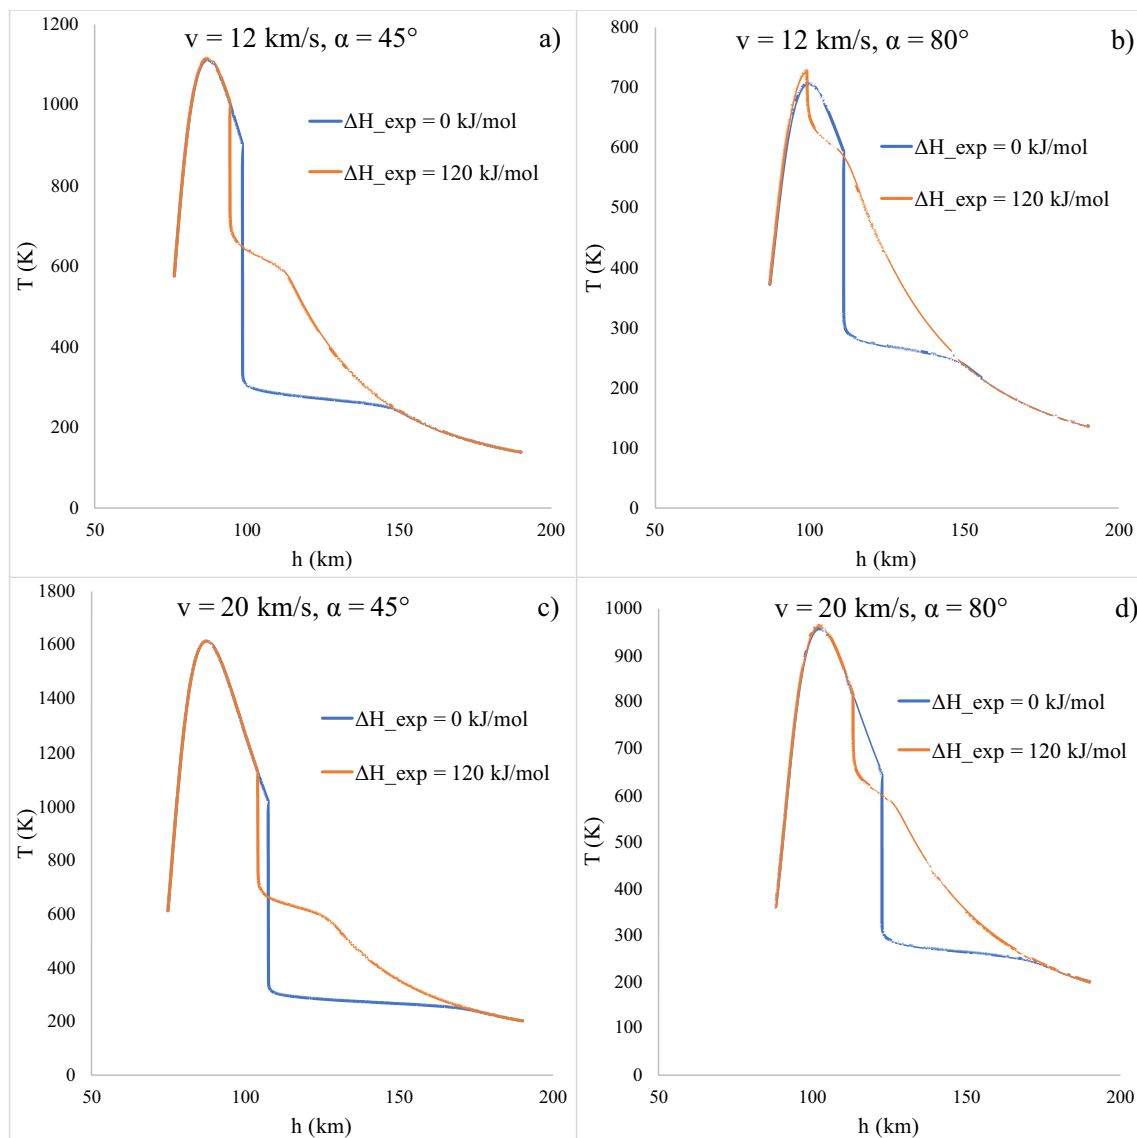 v = 12 km/s, α = 45°
a)
ΔH_exp = 0 kJ/mol
ΔH_exp = 120 kJ/mol
T (K)
1200
1000
800
600
400
200
0
50
100
150
200
h (km)
v = 12 km/s, α = 80°
b)
ΔH_exp = 0 kJ/mol
ΔH_exp = 120 kJ/mol
T (K)
800
700
600
500
400
300
200
100
0
50
100
150
200
h (km)
v = 20 km/s, α = 45°
c)
ΔH_exp = 0 kJ/mol
ΔH_exp = 120 kJ/mol
T (K)
1800
1600
1400
1200
1000
800
600
400
200
0
50
100
150
200
h (km)
v = 20 km/s, α = 80°
d)
ΔH_exp = 0 kJ/mol
ΔH_exp = 120 kJ/mol
T (K)
1000
900
800
700
600
500
400
300
200
100
0
50
100
150
200
h (km)